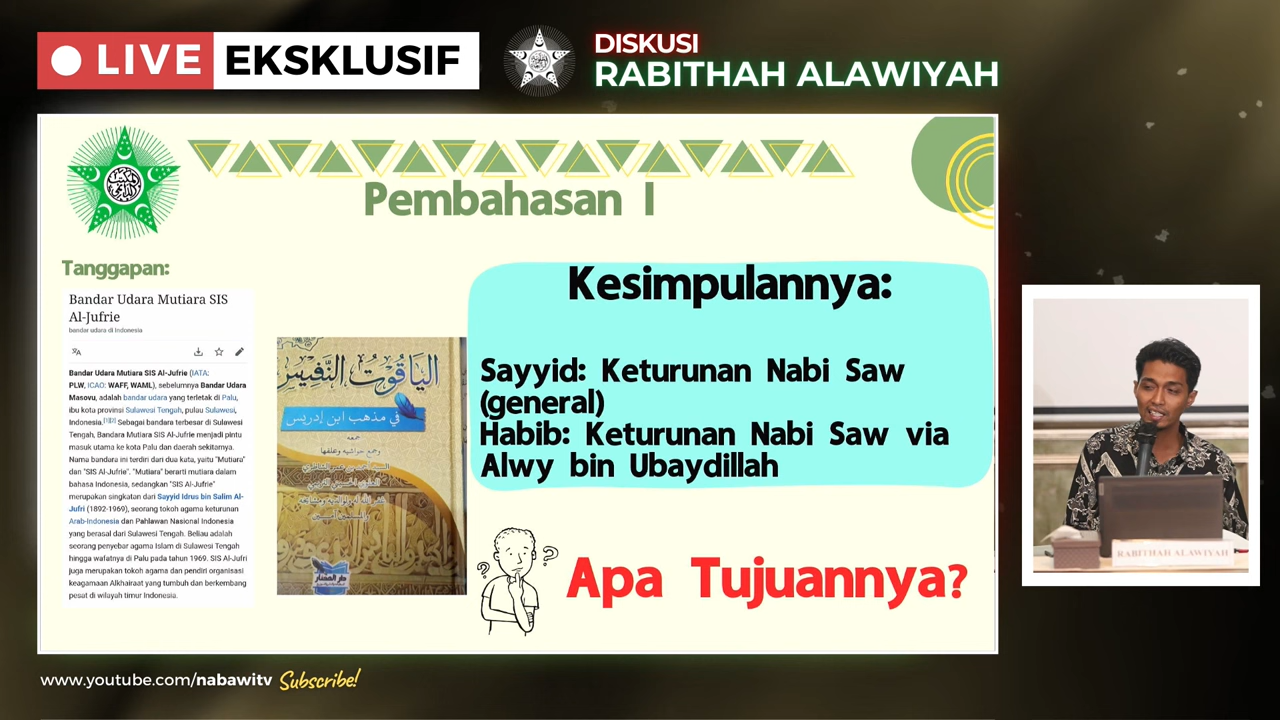 LIVE EKSKLUSIF
DISKUSI
RABITHAH ALAWIYAH
Pembahasan I
Tanggapan:
Bandar Udara Mutiara SIS
Al-Jufrie
bandar udara di Indonesia
Bandar Udara Mutiara SIS Al-Jufrie (IATA:
PLW, ICAO: WAFF, WAML), sebelumnya Bandar Udara
Masovu, adalah bandar udara yang terletak di Palu,
ibu kota provinsi Sulawesi Tengah, pulau Sulawesi,
Indonesia.[1][2] Sebagai bandara terbesar di Sulawesi
Tengah, Bandara Mutiara SIS Al-Jufrie menjadi pintu
masuk utama ke kota Palu dan daerah sekitarnya.
Nama bandara ini terdiri dari dua kata, yaitu "Mutiara"
dan "SIS Al-Jufrie". "Mutiara" berarti mutiara dalam
bahasa Indonesia, sedangkan "SIS Al-Jufrie"
merupakan singkatan dari Sayyid Idrus bin Salim Al-
Jufri (1892-1969), seorang tokoh agama keturunan
Arab-Indonesia dan Pahlawan Nasional Indonesia
yang berasal dari Sulawesi Tengah. Beliau adalah
seorang penyebar agama Islam di Sulawesi Tengah
hingga wafatnya di Palu pada tahun 1969. SIS Al-Jufri
juga merupakan tokoh agama dan pendiri organisasi
keagamaan Alkhairaat yang tumbuh dan berkembang
pesat di wilayah timur Indonesia.
الياقوت النفيس
في مذهب ابن إدريس
Kesimpulannya:
Sayyid: Keturunan Nabi Saw
(general)
Habib: Keturunan Nabi Saw via
Alwy bin Ubaydillah
Apa Tujuannya?
RABITHAH ALAWIYAH
www.youtube.com/nabawitv Subscribe!